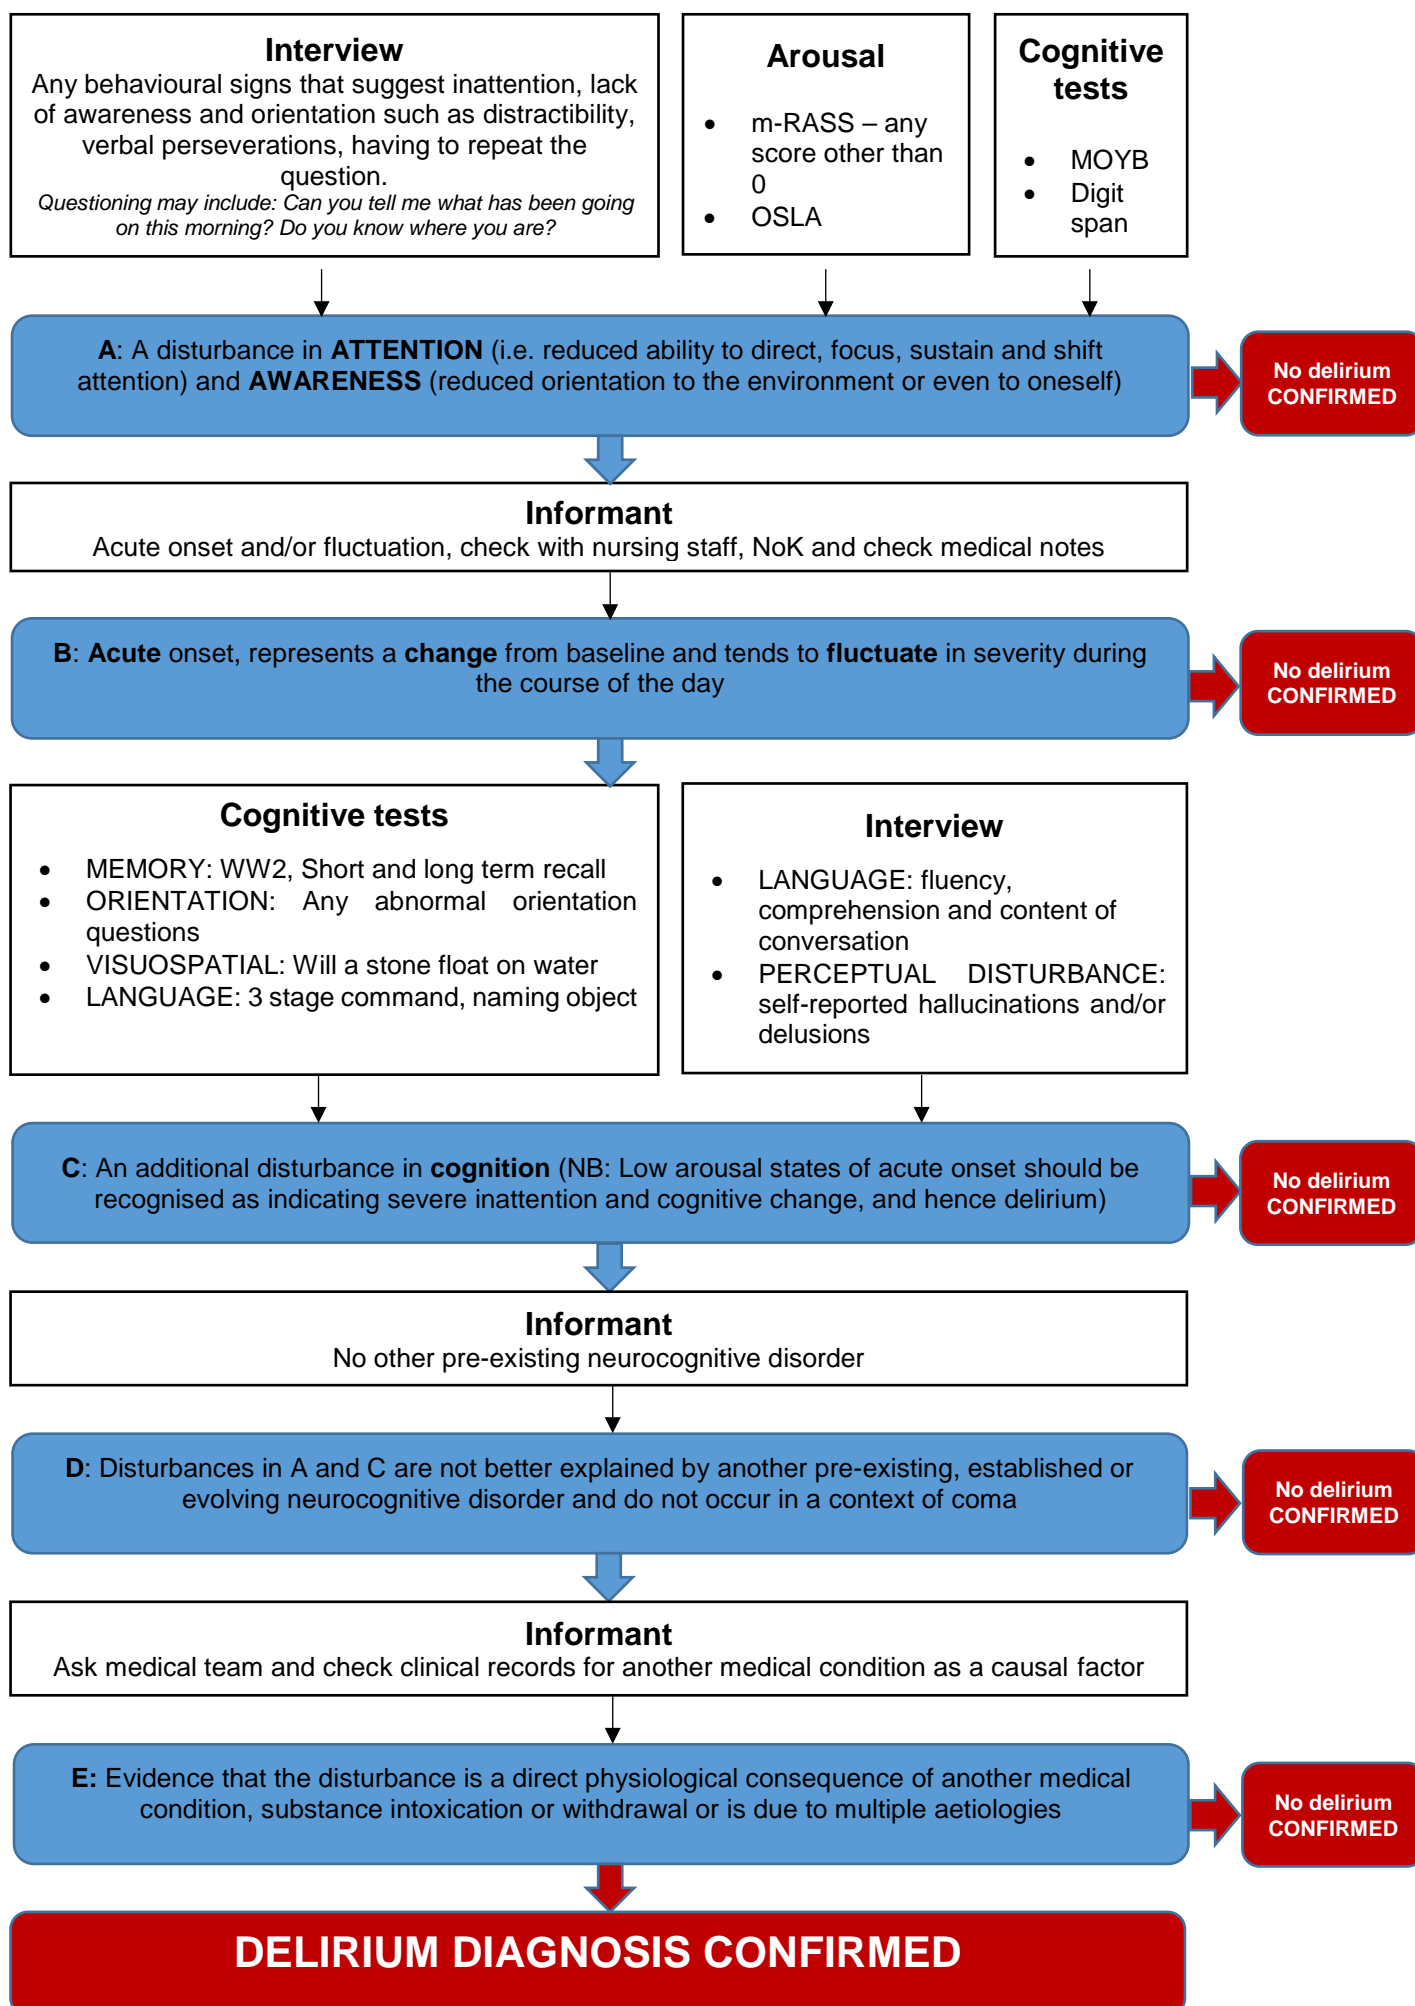 Interview
Any behavioural signs that suggest inattention, lack
of awareness and orientation such as distractibility,
verbal perseverations, having to repeat the
question.
Questioning may include: Can you tell me what has been going
on this morning? Do you know where you are?
Arousal
• m-RASS – any
score other than
0
• OSLA
Cognitive
tests
• MOYB
• Digit
span
A: A disturbance in ATTENTION (i.e. reduced ability to direct, focus, sustain and shift
attention) and AWARENESS (reduced orientation to the environment or even to oneself)
No delirium
CONFIRMED
Informant
Acute onset and/or fluctuation, check with nursing staff, NoK and check medical notes
B: Acute onset, represents a change from baseline and tends to fluctuate in severity during
the course of the day
No delirium
CONFIRMED
Cognitive tests
• MEMORY: WW2, Short and long term recall
• ORIENTATION: Any abnormal orientation
questions
• VISUOSPATIAL: Will a stone float on water
• LANGUAGE: 3 stage command, naming object
Interview
• LANGUAGE: fluency,
comprehension and content of
conversation
• PERCEPTUAL DISTURBANCE:
self-reported hallucinations and/or
delusions
C: An additional disturbance in cognition (NB: Low arousal states of acute onset should be
recognised as indicating severe inattention and cognitive change, and hence delirium)
No delirium
CONFIRMED
Informant
No other pre-existing neurocognitive disorder
D: Disturbances in A and C are not better explained by another pre-existing, established or
evolving neurocognitive disorder and do not occur in a context of coma
No delirium
CONFIRMED
Informant
Ask medical team and check clinical records for another medical condition as a causal factor
E: Evidence that the disturbance is a direct physiological consequence of another medical
condition, substance intoxication or withdrawal or is due to multiple aetiologies
No delirium
CONFIRMED
DELIRIUM DIAGNOSIS CONFIRMED